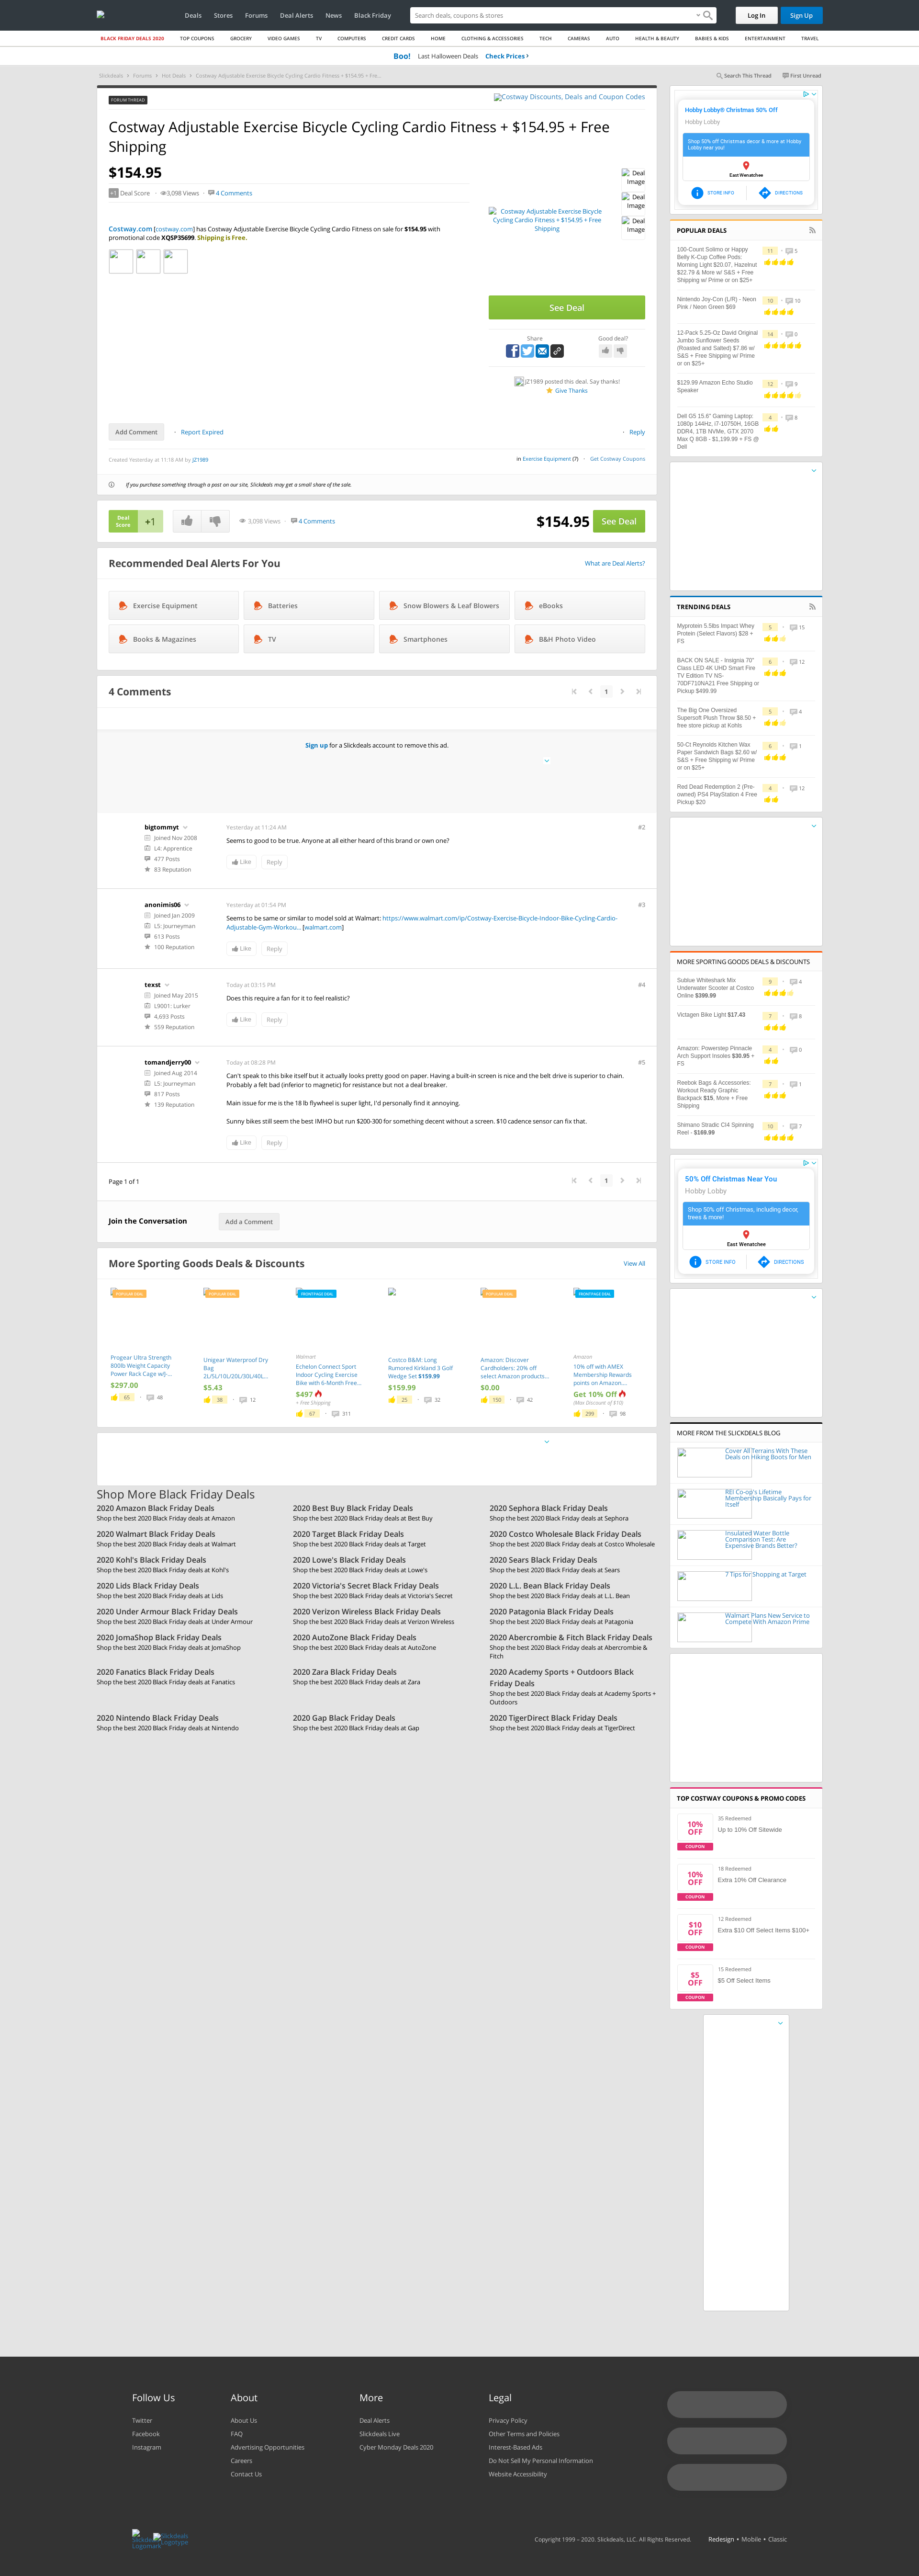 Deals Stores Forums Deal Alerts News Black Friday Search deals, coupons & stores Log In Sign Up
BLACK FRIDAY DEALS 2020 TOP COUPONS GROCERY VIDEO GAMES TV COMPUTERS CREDIT CARDS HOME CLOTHING & ACCESSORIES TECH CAMERAS AUTO HEALTH & BEAUTY BABIES & KIDS ENTERTAINMENT TRAVEL
Boo! Last Halloween Deals Check Prices ›
Slickdeals Forums Hot Deals Costway Adjustable Exercise Bicycle Cycling Cardio Fitness + $154.95 + Fre...
Search This Thread First Unread
FORUM THREAD
Costway Discounts, Deals and Coupon Codes
Costway Adjustable Exercise Bicycle Cycling Cardio Fitness + $154.95 + Free
Shipping
$154.95
+1 Deal Score 3,098 Views 4 Comments
Costway.com [costway.com] has Costway Adjustable Exercise Bicycle Cycling Cardio Fitness on sale for $154.95 with
promotional code XQSP35699. Shipping is Free.
Costway Adjustable Exercise Bicycle
Cycling Cardio Fitness + $154.95 + Free
Shipping
Deal
Image
Deal
Image
Deal
Image
See Deal
Share
Good deal?
JZ1989 posted this deal. Say thanks!
Give Thanks
Add Comment Report Expired Reply
Created Yesterday at 11:18 AM by JZ1989
in Exercise Equipment (7) Get Costway Coupons
If you purchase something through a post on our site, Slickdeals may get a small share of the sale.
Deal
Score
+1
3,098 Views 4 Comments
$154.95 See Deal
Recommended Deal Alerts For You
What are Deal Alerts?
Exercise Equipment Batteries Snow Blowers & Leaf Blowers eBooks
Books & Magazines TV Smartphones B&H Photo Video
4 Comments
1
Sign up for a Slickdeals account to remove this ad.
bigtommyt
Joined Nov 2008
L4: Apprentice
477 Posts
83 Reputation
Yesterday at 11:24 AM
#2
Seems to good to be true. Anyone at all either heard of this brand or own one?
Like Reply
anonimis06
Joined Jan 2009
L5: Journeyman
613 Posts
100 Reputation
Yesterday at 01:54 PM
#3
Seems to be same or similar to model sold at Walmart: https://www.walmart.com/ip/Costway-Exercise-Bicycle-Indoor-Bike-Cycling-Cardio-
Adjustable-Gym-Workou... [walmart.com]
Like Reply
texst
Joined May 2015
L9001: Lurker
4,693 Posts
559 Reputation
Today at 03:15 PM
#4
Does this require a fan for it to feel realistic?
Like Reply
tomandjerry00
Joined Aug 2014
L5: Journeyman
817 Posts
139 Reputation
Today at 08:28 PM
#5
Can't speak to this bike itself but it actually looks pretty good on paper. Having a built-in screen is nice and the belt drive is superior to chain.
Probably a felt bad (inferior to magnetic) for resistance but not a deal breaker.
Main issue for me is the 18 lb flywheel is super light, I'd personally find it annoying.
Sunny still seems to be the best IMHO but run $200-300 for something decent without a screen. $10 cadence sensor can fix that.
Like Reply
Page 1 of 1
1
Join the Conversation
Add a Comment
More Sporting Goods Deals & Discounts
View All
POPULAR DEAL
Progear Ultra Strength
800lb Weight Capacity
Power Rack Cage w/J-...
$297.00
65 48
POPULAR DEAL
Unigear Waterproof Dry
Bag
2L/5L/10L/20L/30L/40L...
$5.43
38 12
FRONTPAGE DEAL
Walmart
Echelon Connect Sport
Indoor Cycling Exercise
Bike with 6-Month Free...
$497
+ Free Shipping
67 311
Costco B&M: Long
Rumored Kirkland 3 Golf
Wedge Set $159.99
$159.99
25 32
POPULAR DEAL
Amazon: Discover
Cardholders: 20% off
select Amazon products...
$0.00
150 42
FRONTPAGE DEAL
Amazon
10% off with AMEX
Membership Rewards
points on Amazon....
Get 10% Off
(Max Discount of $10)
299 98
Shop More Black Friday Deals
2020 Amazon Black Friday Deals
Shop the best 2020 Black Friday deals at Amazon
2020 Best Buy Black Friday Deals
Shop the best 2020 Black Friday deals at Best Buy
2020 Sephora Black Friday Deals
Shop the best 2020 Black Friday deals at Sephora
2020 Walmart Black Friday Deals
Shop the best 2020 Black Friday deals at Walmart
2020 Target Black Friday Deals
Shop the best 2020 Black Friday deals at Target
2020 Costco Wholesale Black Friday Deals
Shop the best 2020 Black Friday deals at Costco Wholesale
2020 Kohl's Black Friday Deals
Shop the best 2020 Black Friday deals at Kohl's
2020 Lowe's Black Friday Deals
Shop the best 2020 Black Friday deals at Lowe's
2020 Sears Black Friday Deals
Shop the best 2020 Black Friday deals at Sears
2020 Lids Black Friday Deals
Shop the best 2020 Black Friday deals at Lids
2020 Victoria's Secret Black Friday Deals
Shop the best 2020 Black Friday deals at Victoria's Secret
2020 L.L. Bean Black Friday Deals
Shop the best 2020 Black Friday deals at L.L. Bean
2020 Under Armour Black Friday Deals
Shop the best 2020 Black Friday deals at Under Armour
2020 Verizon Wireless Black Friday Deals
Shop the best 2020 Black Friday deals at Verizon Wireless
2020 Patagonia Black Friday Deals
Shop the best 2020 Black Friday deals at Patagonia
2020 JomaShop Black Friday Deals
Shop the best 2020 Black Friday deals at JomaShop
2020 AutoZone Black Friday Deals
Shop the best 2020 Black Friday deals at AutoZone
2020 Abercrombie & Fitch Black Friday Deals
Shop the best 2020 Black Friday deals at Abercrombie &
Fitch
2020 Fanatics Black Friday Deals
Shop the best 2020 Black Friday deals at Fanatics
2020 Zara Black Friday Deals
Shop the best 2020 Black Friday deals at Zara
2020 Academy Sports + Outdoors Black
Friday Deals
Shop the best 2020 Black Friday deals at Academy Sports +
Outdoors
2020 Nintendo Black Friday Deals
Shop the best 2020 Black Friday deals at Nintendo
2020 Gap Black Friday Deals
Shop the best 2020 Black Friday deals at Gap
2020 TigerDirect Black Friday Deals
Shop the best 2020 Black Friday deals at TigerDirect
Hobby Lobby® Christmas 50% Off
Hobby Lobby
Shop 50% off Christmas decor & more at Hobby
Lobby near you!
East Wenatchee
STORE INFO DIRECTIONS
POPULAR DEALS
100-Count Solimo or Happy
Belly K-Cup Coffee Pods:
Morning Light $20.07, Hazelnut
$22.79 & More w/ S&S + Free
Shipping w/ Prime or on $25+
11 5
Nintendo Joy-Con (L/R) - Neon
Pink / Neon Green $69
10 10
12-Pack 5.25-Oz David Original
Jumbo Sunflower Seeds
(Roasted and Salted) $7.86 w/
S&S + Free Shipping w/ Prime
or on $25+
14 0
$129.99 Amazon Echo Studio
Speaker
12 9
Dell G5 15.6" Gaming Laptop:
1080p 144Hz, i7-10750H, 16GB
DDR4, 1TB NVMe, GTX 2070
Max Q 8GB - $1,199.99 + FS @
Dell
4 8
TRENDING DEALS
Myprotein 5.5lbs Impact Whey
Protein (Select Flavors) $28 +
FS
5 15
BACK ON SALE - Insignia 70"
Class LED 4K UHD Smart Fire
TV Edition TV NS-
70DF710NA21 Free Shipping or
Pickup $499.99
6 12
The Big One Oversized
Supersoft Plush Throw $8.50 +
free store pickup at Kohls
5 4
50-Ct Reynolds Kitchen Wax
Paper Sandwich Bags $2.60 w/
S&S + Free Shipping w/ Prime
or on $25+
6 1
Red Dead Redemption 2 (Pre-
owned) PS4 PlayStation 4 Free
Pickup $20
4 12
MORE SPORTING GOODS DEALS & DISCOUNTS
Sublue Whiteshark Mix
Underwater Scooter at Costco
Online $399.99
9 4
Victagen Bike Light $17.43
7 8
Amazon: Powerstep Pinnacle
Arch Support Insoles $30.95 +
FS
4 0
Reebok Bags & Accessories:
Workout Ready Graphic
Backpack $15, More + Free
Shipping
7 1
Shimano Stradic Ci4 Spinning
Reel - $169.99
10 7
50% Off Christmas Near You
Hobby Lobby
Shop 50% off Christmas, including decor,
trees & more!
East Wenatchee
STORE INFO DIRECTIONS
MORE FROM THE SLICKDEALS BLOG
Cover All Terrains With These
Deals on Hiking Boots for Men
REI Co-op's Lifetime
Membership Basically Pays for
Itself
Insulated Water Bottle
Comparison Test: Are
Expensive Brands Better?
7 Tips for Shopping at Target
Walmart Plans New Service to
Compete With Amazon Prime
TOP COSTWAY COUPONS & PROMO CODES
10%
OFF
COUPON
35 Redeemed
Up to 10% Off Sitewide
10%
OFF
COUPON
18 Redeemed
Extra 10% Off Clearance
$10
OFF
COUPON
12 Redeemed
Extra $10 Off Select Items $100+
$5
OFF
COUPON
15 Redeemed
$5 Off Select Items
Follow Us
Twitter
Facebook
Instagram
About
About Us
FAQ
Advertising Opportunities
Careers
Contact Us
More
Deal Alerts
Slickdeals Live
Cyber Monday Deals 2020
Legal
Privacy Policy
Other Terms and Policies
Interest-Based Ads
Do Not Sell My Personal Information
Website Accessibility
Slickdeals
Logotype
Copyright 1999 – 2020. Slickdeals, LLC. All Rights Reserved. Redesign • Mobile • Classic